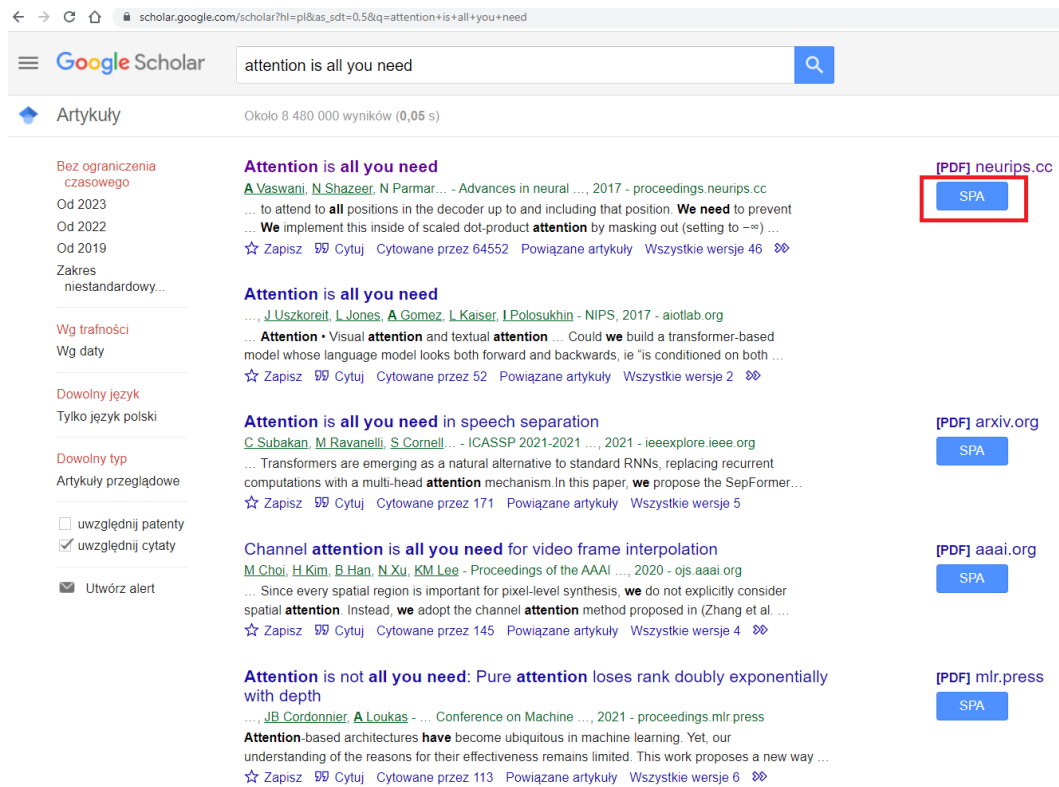 scholar.google.com/scholar?hl=pl&as_sdt=0,5&q=attention+is+all+you+need
Google Scholar
attention is all you need
Artykuły
Około 8 480 000 wyników (0,05 s)
Bez ograniczenia
czasowego
Od 2023
Od 2022
Od 2019
Zakres
niestandardowy...
Wg trafności
Wg daty
Dowolny język
Tylko język polski
Dowolny typ
Artykuły przeglądowe
uwzględnij patenty
uwzględnij cytaty
Utwórz alert
Attention is all you need
A Vaswani, N Shazeer, N Parmar... - Advances in neural ..., 2017 - proceedings.neurips.cc
... to attend to all positions in the decoder up to and including that position. We need to prevent
... We implement this inside of scaled dot-product attention by masking out (setting to −∞) ...
Zapisz Cytuj Cytowane przez 64552 Powiązane artykuły Wszystkie wersje 46
[PDF] neurips.cc
SPA
Attention is all you need
..., J Uszkoreit, L Jones, A Gomez, L Kaiser, I Polosukhin - NIPS, 2017 - aiotlab.org
... Attention • Visual attention and textual attention ... Could we build a transformer-based
model whose language model looks both forward and backwards, ie “is conditioned on both ...
Zapisz Cytuj Cytowane przez 52 Powiązane artykuły Wszystkie wersje 2
Attention is all you need in speech separation
C Subakan, M Ravanelli, S Cornell... - ICASSP 2021-2021 ..., 2021 - ieeexplore.ieee.org
... Transformers are emerging as a natural alternative to standard RNNs, replacing recurrent
computations with a multi-head attention mechanism.In this paper, we propose the SepFormer...
Zapisz Cytuj Cytowane przez 171 Powiązane artykuły Wszystkie wersje 5
[PDF] arxiv.org
SPA
Channel attention is all you need for video frame interpolation
M Choi, H Kim, B Han, N Xu, KM Lee - Proceedings of the AAAI ..., 2020 - ojs.aaai.org
... Since every spatial region is important for pixel-level synthesis, we do not explicitly consider
spatial attention. Instead, we adopt the channel attention method proposed in (Zhang et al. ...
Zapisz Cytuj Cytowane przez 145 Powiązane artykuły Wszystkie wersje 4
[PDF] aaai.org
SPA
Attention is not all you need: Pure attention loses rank doubly exponentially
with depth
..., JB Cordonnier, A Loukas - ... Conference on Machine ..., 2021 - proceedings.mlr.press
Attention-based architectures have become ubiquitous in machine learning. Yet, our
understanding of the reasons for their effectiveness remains limited. This work proposes a new way ...
Zapisz Cytuj Cytowane przez 113 Powiązane artykuły Wszystkie wersje 6
[PDF] mlr.press
SPA